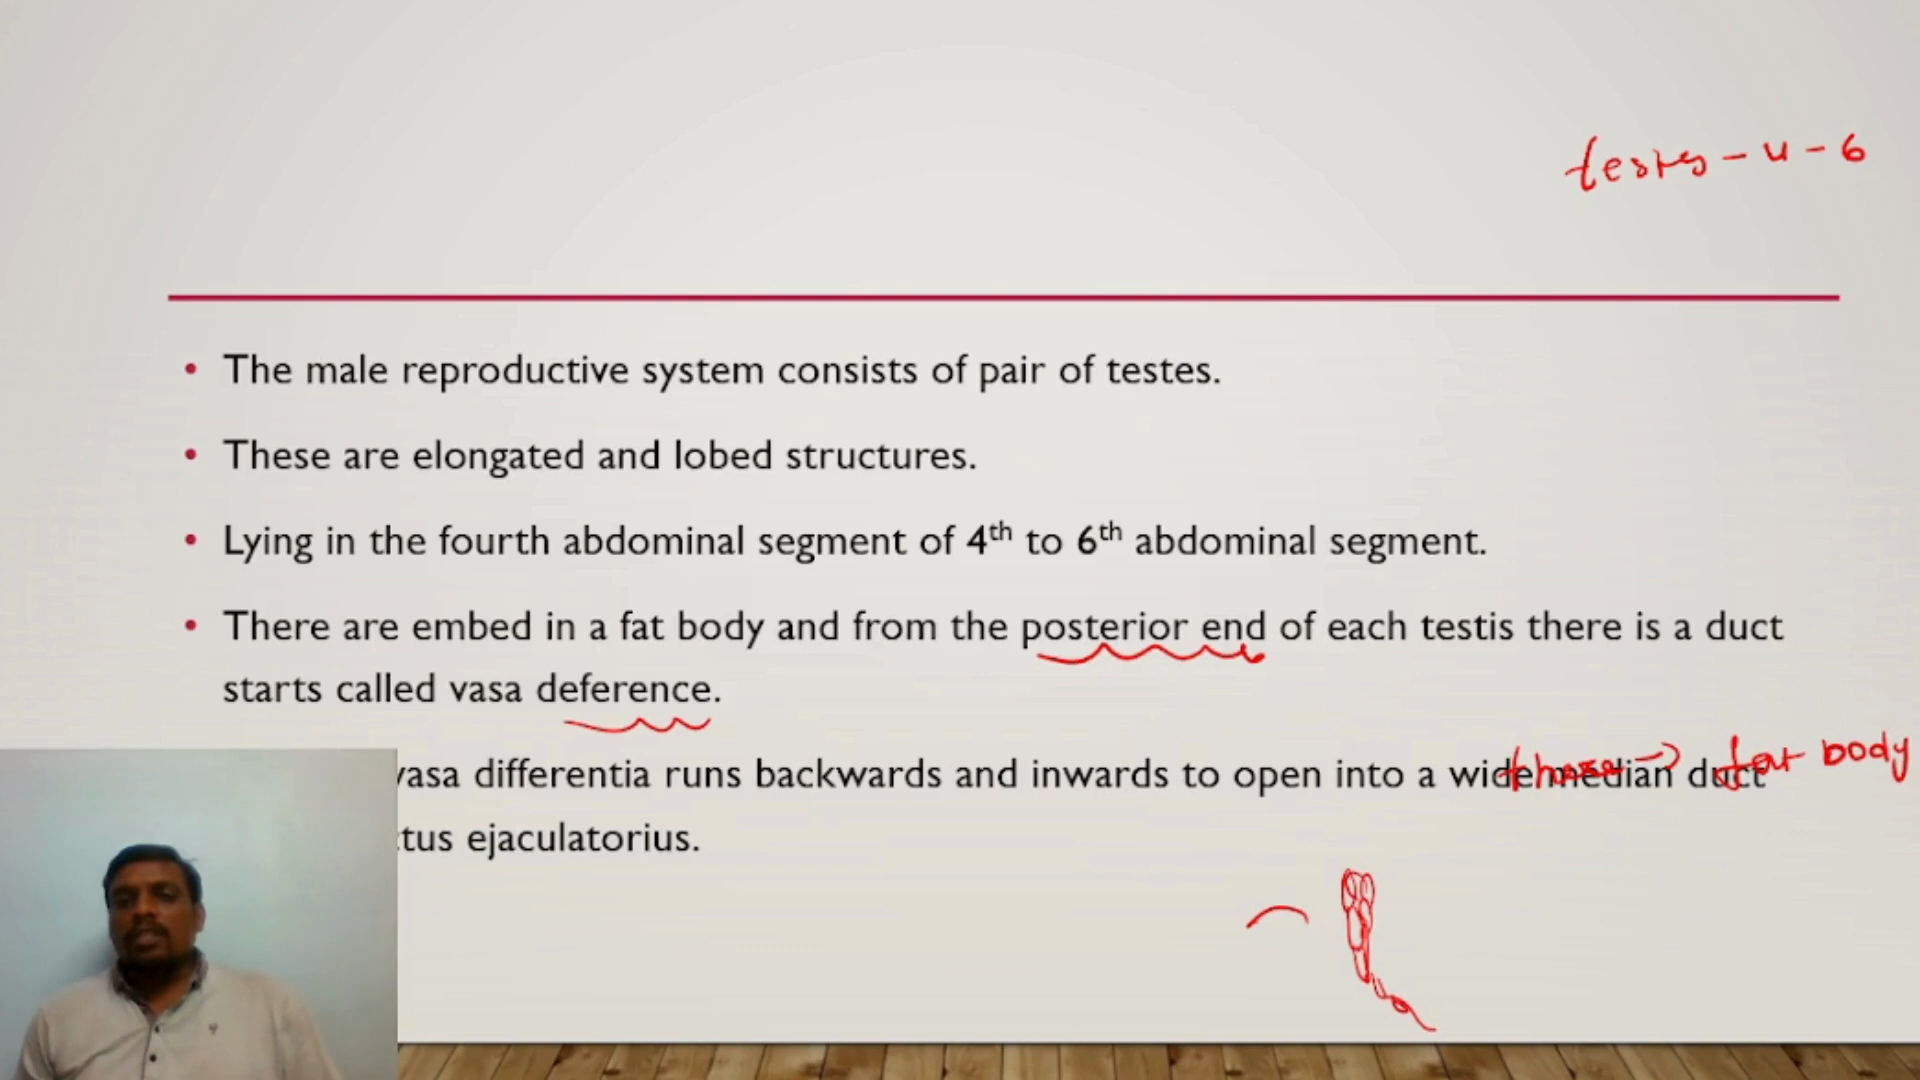 testes - 4 - 6
• The male reproductive system consists of pair of testes.
• These are elongated and lobed structures.
• Lying in the fourth abdominal segment of 4th to 6th abdominal segment.
• There are embed in a fat body and from the posterior end of each testis there is a duct
starts called vasa deference.
vasa differentia runs backwards and inwards to open into a wide median duct
fat body
tus ejaculatorius.